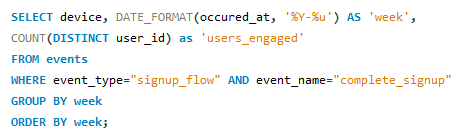 SELECT device, DATE_FORMAT(occured_at, '%Y-%u') AS 'week',
COUNT(DISTINCT user_id) as 'users_engaged'
FROM events
WHERE event_type="signup_flow" AND event_name="complete_signup"
GROUP BY week
ORDER BY week;